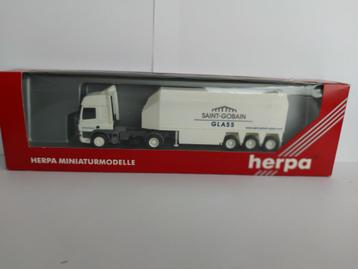 SAINT-GOBAIN
GLASS
HERPA MINIATURMODELLE
herpa